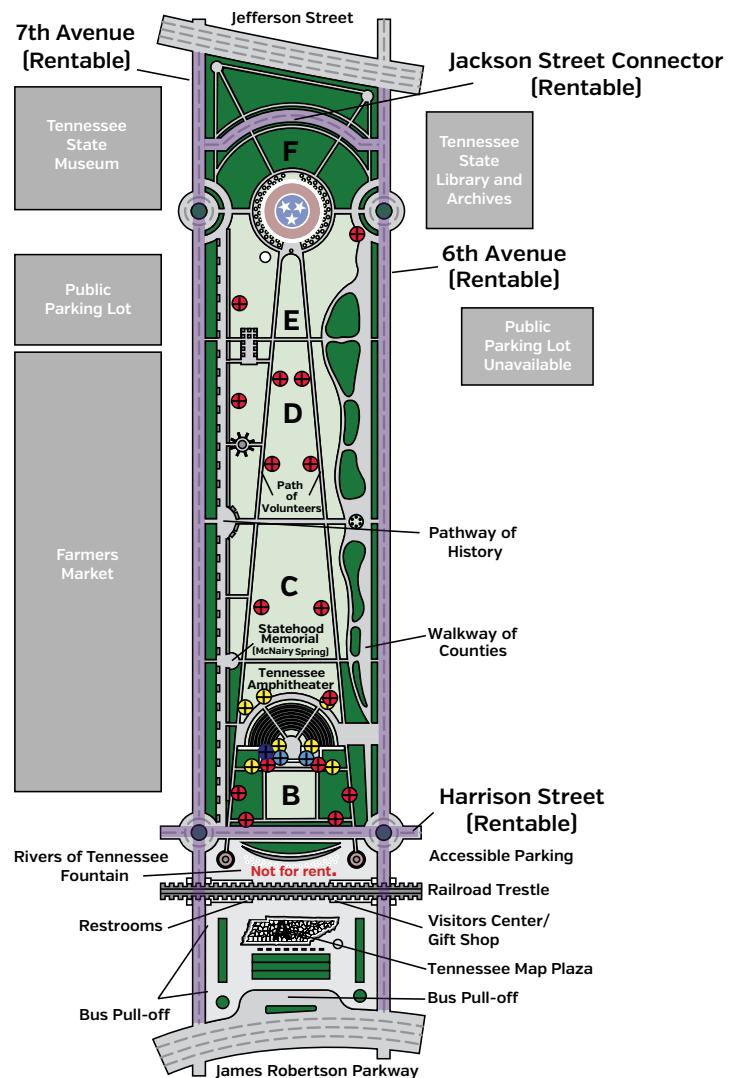 Jefferson Street
7th Avenue
(Rentable)
Jackson Street Connector
(Rentable)
Tennessee
State
Museum
Tennessee
State
Library and
Archives
F
6th Avenue
(Rentable)
Public
Parking Lot
E
Public
Parking Lot
Unavailable
D
Path
of
Volunteers
Pathway of
History
Farmers
Market
C
Statehood
Memorial
(McNairy Spring)
Walkway of
Counties
Tennessee
Amphitheater
B
Harrison Street
(Rentable)
Rivers of Tennessee
Fountain
Not for rent.
Accessible Parking
Railroad Trestle
Restrooms
Visitors Center/
Gift Shop
A
Tennessee Map Plaza
Bus Pull-off
Bus Pull-off
James Robertson Parkway